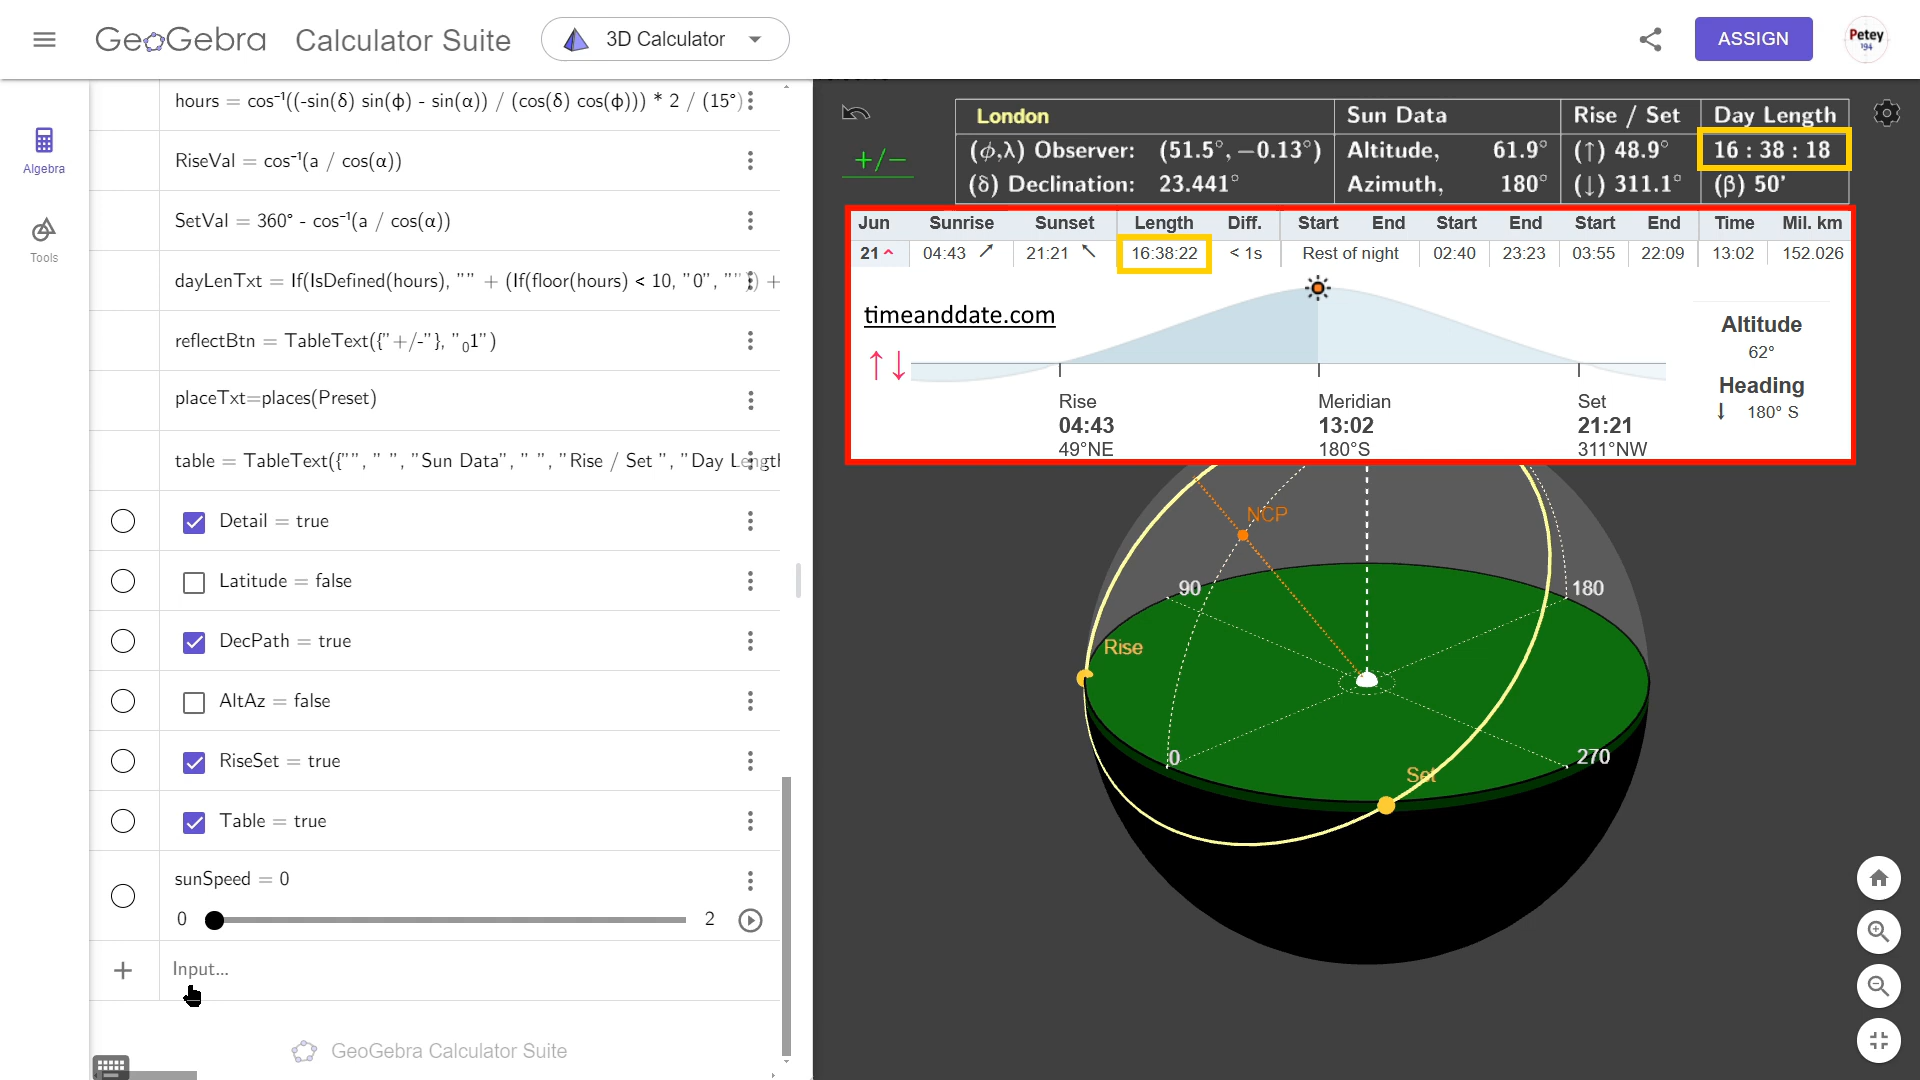 GeoGebra Calculator Suite 3D Calculator ASSIGN Petey
194
Algebra
Tools
hours = cos⁻¹((-sin(δ) sin(ϕ) - sin(α)) / (cos(δ) cos(ϕ))) * 2 / (15°)
RiseVal = cos⁻¹(a / cos(α))
SetVal = 360° - cos⁻¹(a / cos(α))
dayLenTxt = If(IsDefined(hours), "" + (If(floor(hours) < 10, "0", "")) +
reflectBtn = TableText({"+/-"}, "₀1")
placeTxt=places(Preset)
table = TableText({"", " ", "Sun Data", " ", "Rise / Set ", "Day Length
Detail = true
Latitude = false
DecPath = true
AltAz = false
RiseSet = true
Table = true
sunSpeed = 0
0 2
+ Input...
GeoGebra Calculator Suite
+/−
London Sun Data Rise / Set Day Length
(ϕ,λ) Observer: (51.5°, −0.13°) Altitude, 61.9° (↑) 48.9° 16 : 38 : 18
(δ) Declination: 23.441° Azimuth, 180° (↓) 311.1° (β) 50'
Jun Sunrise Sunset Length Diff. Start End Start End Start End Time Mil. km
21 04:43 21:21 16:38:22 < 1s Rest of night 02:40 23:23 03:55 22:09 13:02 152.026
timeanddate.com
↑↓
Altitude
62°
Heading
↓ 180° S
Rise Meridian Set
04:43 13:02 21:21
49°NE 180°S 311°NW
NCP
90 180
Rise
0 270
Set